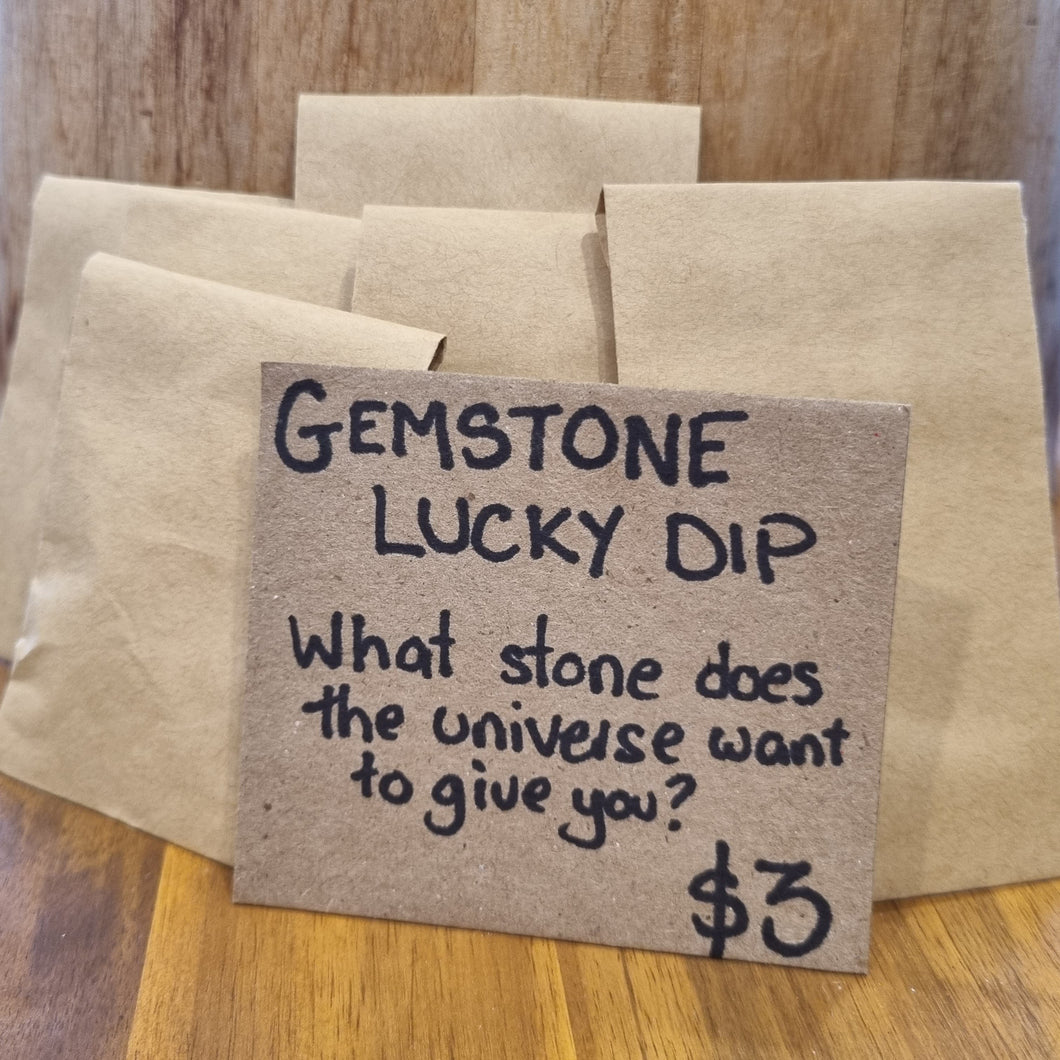 GEMSTONE
LUCKY DIP
What stone does
the universe want
to give you?
$3